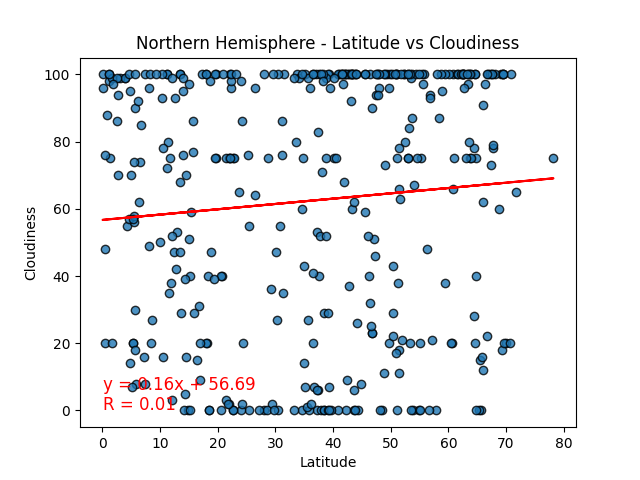 Northern Hemisphere - Latitude vs Cloudiness
100
80
60
40
20
0
Cloudiness
y = 0.16x + 56.69
R = 0.01
0 10 20 30 40 50 60 70 80
Latitude